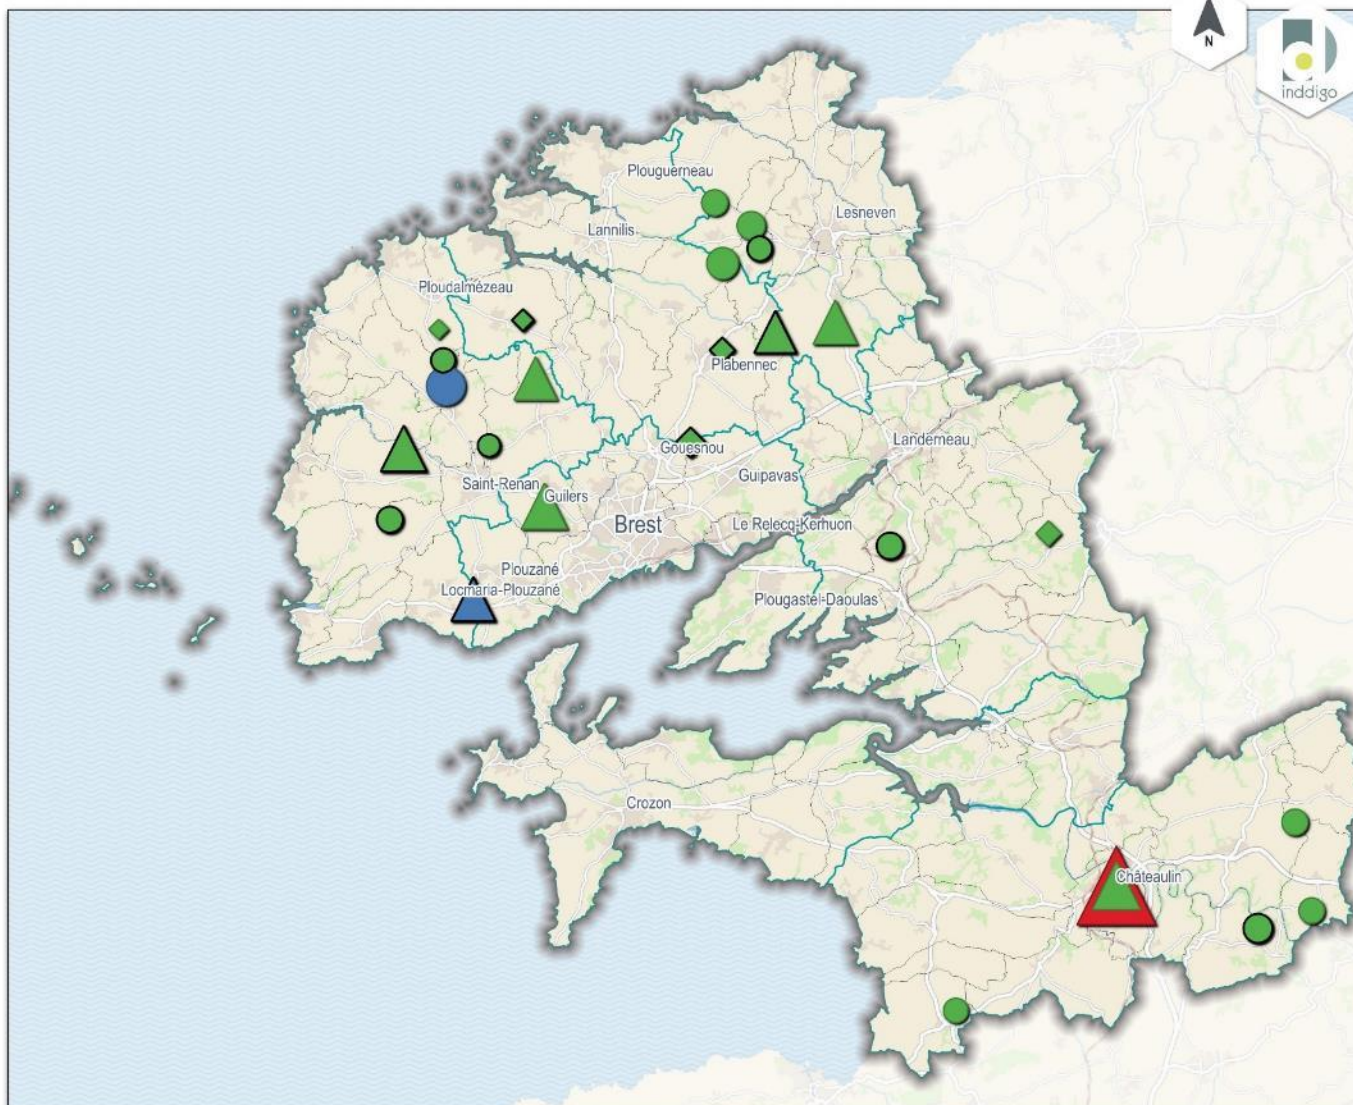 N
inddigo
Plouguerneau
Lesneven
Lannilis
Ploudalmézeau
Plabennec
Landerneau
Gouesnou
Guipavas
Saint-Renan
Guilers
Brest
Le Relecq-Kerhuon
Plouzané
Locmaria-Plouzané
Plougastel-Daoulas
Crozon
Châteaulin